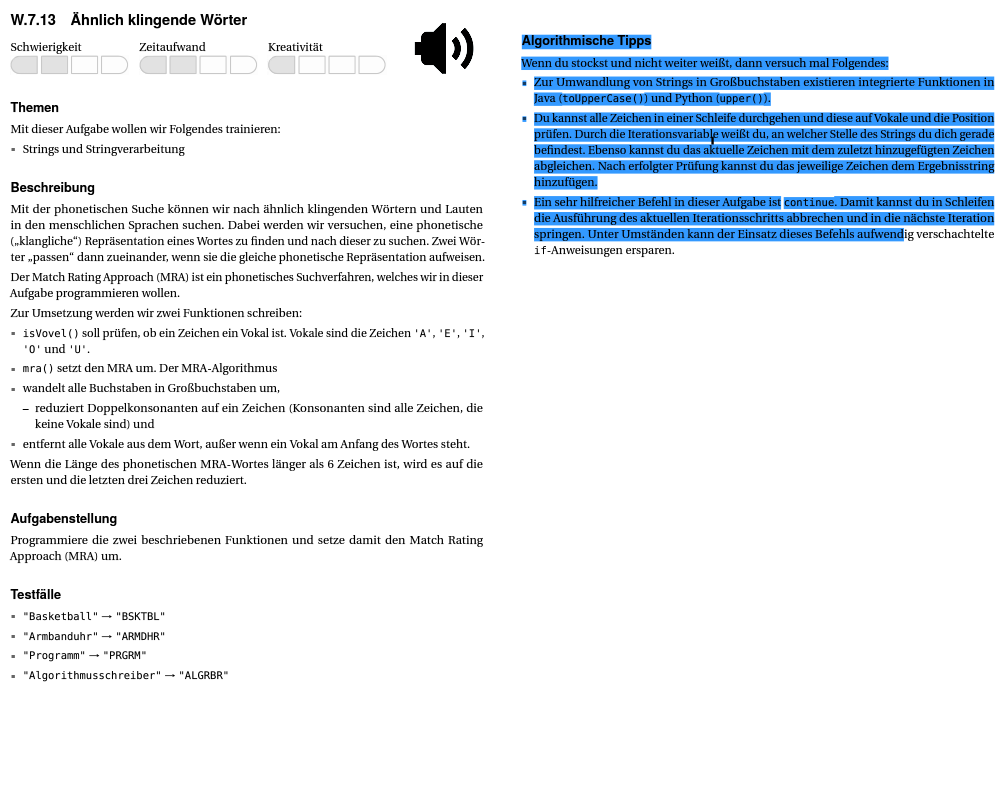 W.7.13 Ähnlich klingende Wörter
Schwierigkeit Zeitaufwand Kreativität
Themen
Mit dieser Aufgabe wollen wir Folgendes trainieren:
▪ Strings und Stringverarbeitung
Beschreibung
Mit der phonetischen Suche können wir nach ähnlich klingenden Wörtern und Lauten
in den menschlichen Sprachen suchen. Dabei werden wir versuchen, eine phonetische
(„klangliche“) Repräsentation eines Wortes zu finden und nach dieser zu suchen. Zwei Wör-
ter „passen“ dann zueinander, wenn sie die gleiche phonetische Repräsentation aufweisen.
Der Match Rating Approach (MRA) ist ein phonetisches Suchverfahren, welches wir in dieser
Aufgabe programmieren wollen.
Zur Umsetzung werden wir zwei Funktionen schreiben:
▪ isVovel() soll prüfen, ob ein Zeichen ein Vokal ist. Vokale sind die Zeichen 'A', 'E', 'I',
'O' und 'U'.
▪ mra() setzt den MRA um. Der MRA-Algorithmus
▪ wandelt alle Buchstaben in Großbuchstaben um,
– reduziert Doppelkonsonanten auf ein Zeichen (Konsonanten sind alle Zeichen, die
keine Vokale sind) und
▪ entfernt alle Vokale aus dem Wort, außer wenn ein Vokal am Anfang des Wortes steht.
Wenn die Länge des phonetischen MRA-Wortes länger als 6 Zeichen ist, wird es auf die
ersten und die letzten drei Zeichen reduziert.
Aufgabenstellung
Programmiere die zwei beschriebenen Funktionen und setze damit den Match Rating
Approach (MRA) um.
Testfälle
▪ "Basketball" → "BSKTBL"
▪ "Armbanduhr" → "ARMDHR"
▪ "Programm" → "PRGRM"
▪ "Algorithmusschreiber" → "ALGRBR"
Algorithmische Tipps
Wenn du stockst und nicht weiter weißt, dann versuch mal Folgendes:
▪ Zur Umwandlung von Strings in Großbuchstaben existieren integrierte Funktionen in
Java (toUpperCase()) und Python (upper()).
▪ Du kannst alle Zeichen in einer Schleife durchgehen und diese auf Vokale und die Position
prüfen. Durch die Iterationsvariable weißt du, an welcher Stelle des Strings du dich gerade
befindest. Ebenso kannst du das aktuelle Zeichen mit dem zuletzt hinzugefügten Zeichen
abgleichen. Nach erfolgter Prüfung kannst du das jeweilige Zeichen dem Ergebnisstring
hinzufügen.
▪ Ein sehr hilfreicher Befehl in dieser Aufgabe ist continue. Damit kannst du in Schleifen
die Ausführung des aktuellen Iterationsschritts abbrechen und in die nächste Iteration
springen. Unter Umständen kann der Einsatz dieses Befehls aufwendig verschachtelte
if-Anweisungen ersparen.